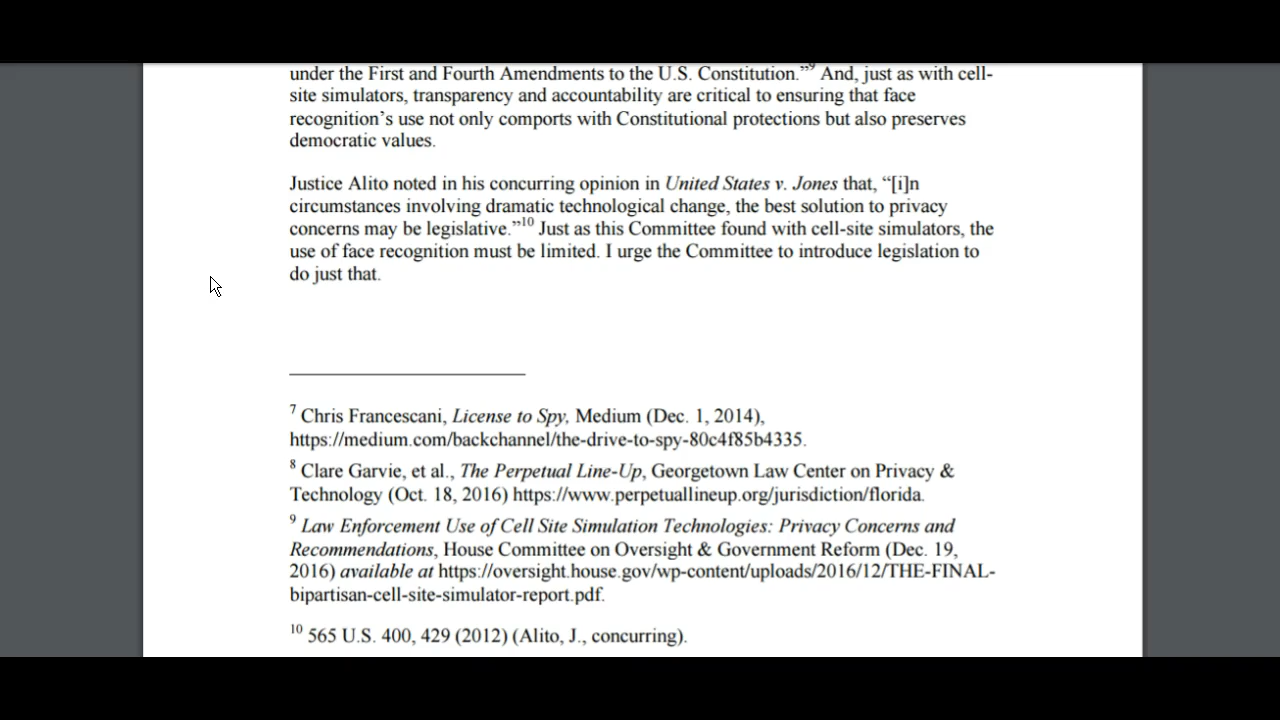 under the First and Fourth Amendments to the U.S. Constitution.”⁹ And, just as with cell-
site simulators, transparency and accountability are critical to ensuring that face
recognition’s use not only comports with Constitutional protections but also preserves
democratic values.
Justice Alito noted in his concurring opinion in United States v. Jones that, “[i]n
circumstances involving dramatic technological change, the best solution to privacy
concerns may be legislative.”¹⁰ Just as this Committee found with cell-site simulators, the
use of face recognition must be limited. I urge the Committee to introduce legislation to
do just that.
⁷ Chris Francescani, License to Spy, Medium (Dec. 1, 2014),
https://medium.com/backchannel/the-drive-to-spy-80c4f85b4335.
⁸ Clare Garvie, et al., The Perpetual Line-Up, Georgetown Law Center on Privacy &
Technology (Oct. 18, 2016) https://www.perpetuallineup.org/jurisdiction/florida.
⁹ Law Enforcement Use of Cell Site Simulation Technologies: Privacy Concerns and
Recommendations, House Committee on Oversight & Government Reform (Dec. 19,
2016) available at https://oversight.house.gov/wp-content/uploads/2016/12/THE-FINAL-
bipartisan-cell-site-simulator-report.pdf.
¹⁰ 565 U.S. 400, 429 (2012) (Alito, J., concurring).